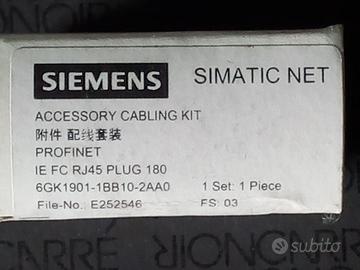 SIEMENS
SIMATIC NET
ACCESSORY CABLING KIT
附件 配线套装
PROFINET
IE FC RJ45 PLUG 180
6GK1901-1BB10-2AA0 1 Set: 1 Piece
File-No.: E252546 FS: 03
subito